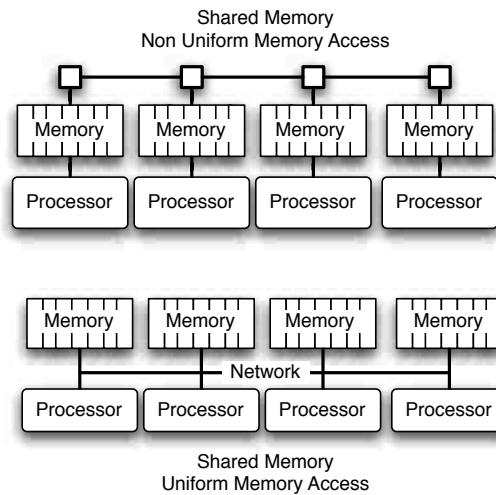 Shared Memory
Non Uniform Memory Access
Memory Memory Memory Memory
Processor Processor Processor Processor
Memory Memory Memory Memory
Network
Processor Processor Processor Processor
Shared Memory
Uniform Memory Access